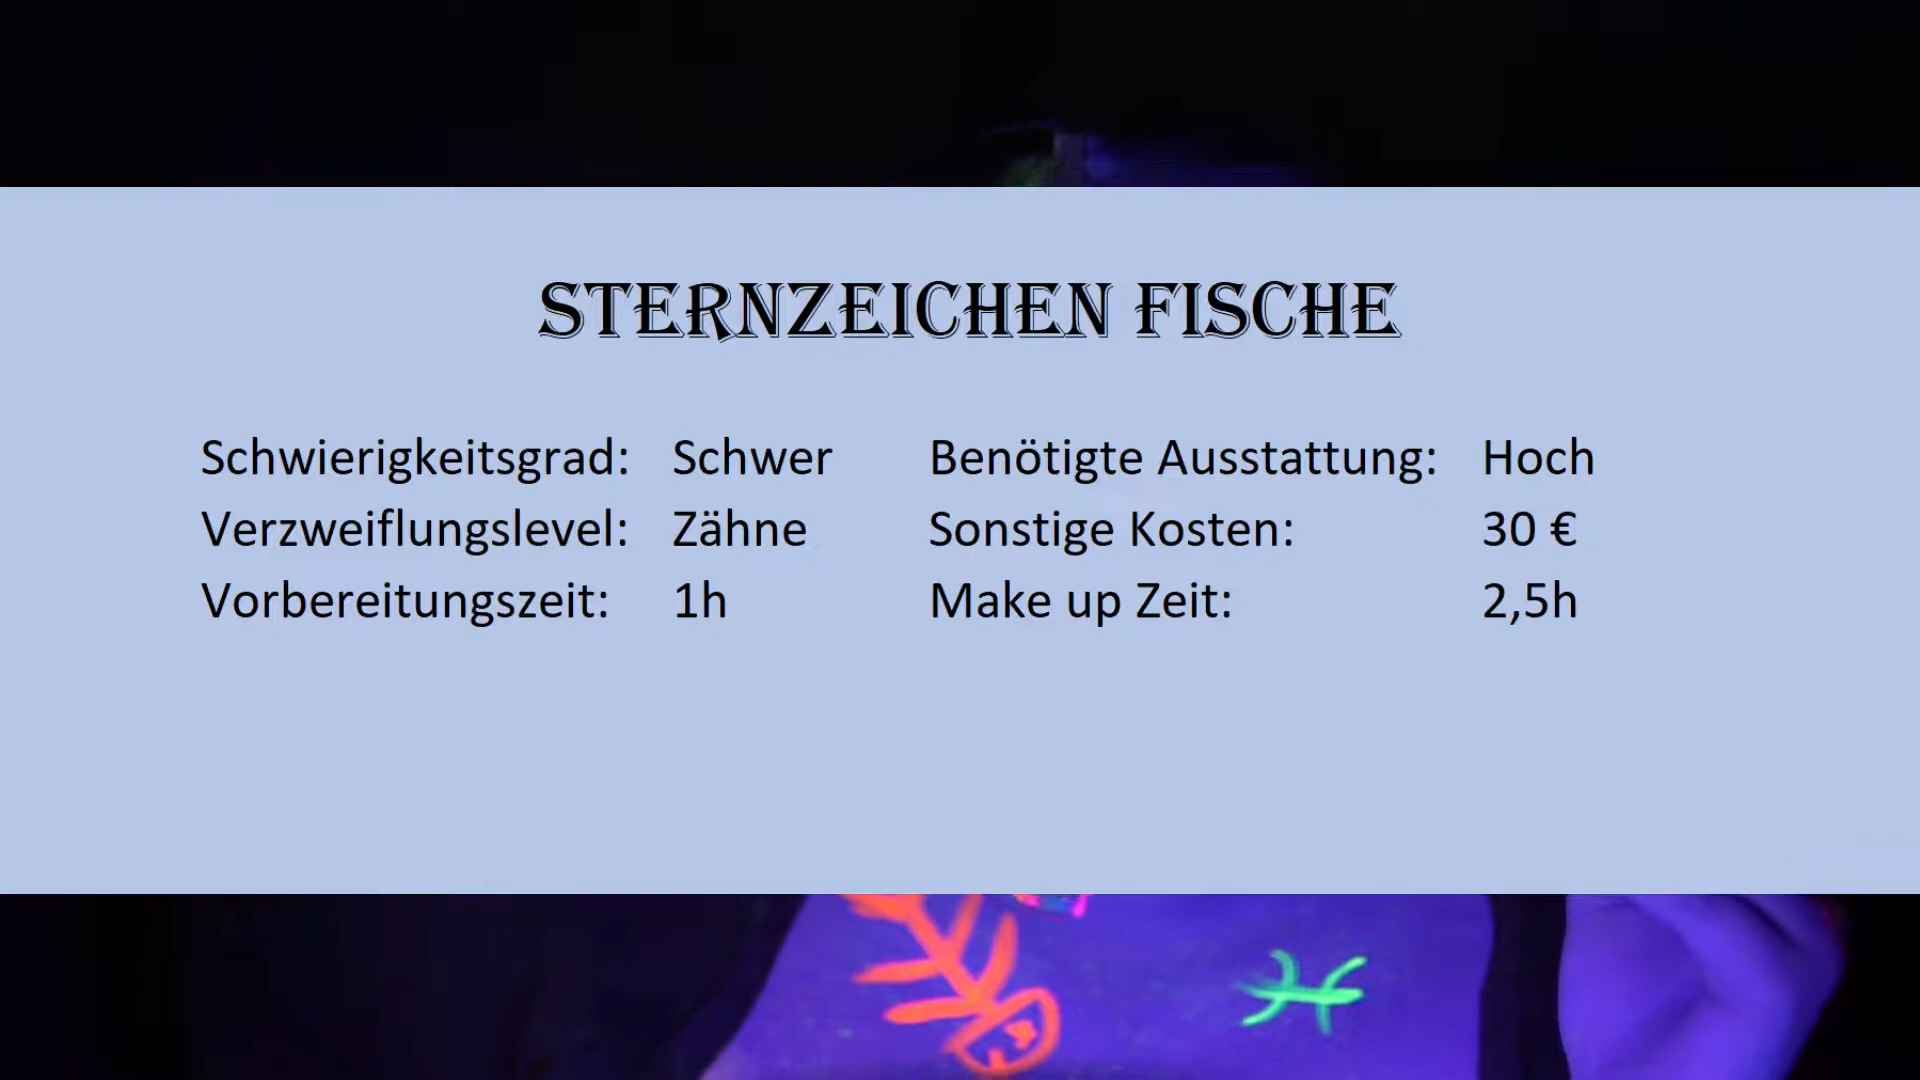 STERNZEICHEN FISCHE
Schwierigkeitsgrad: Schwer Benötigte Ausstattung: Hoch
Verzweiflungslevel: Zähne Sonstige Kosten: 30 €
Vorbereitungszeit: 1h Make up Zeit: 2,5h